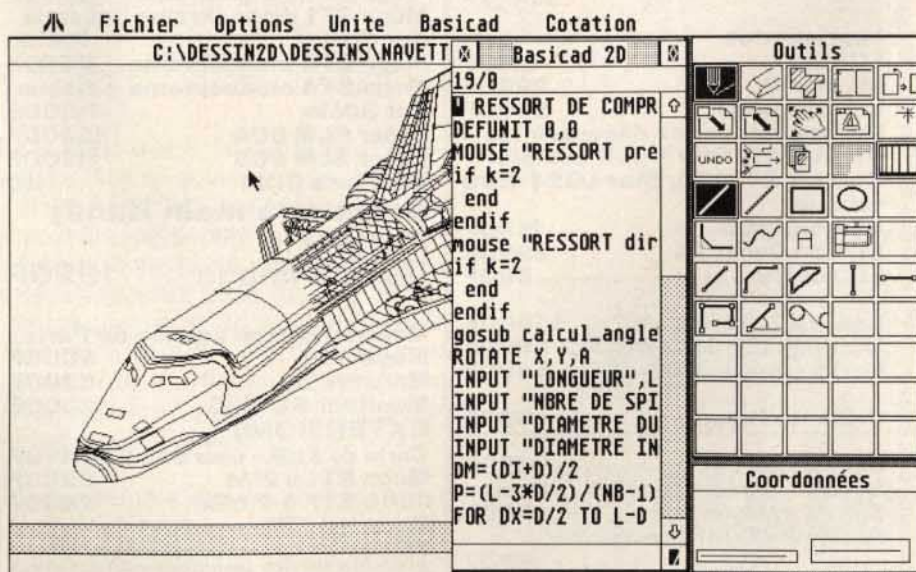 Fichier Options Unite Basicad Cotation
C:\DESSIN2D\DESSINS\NAVETT
Basicad 2D
19/0
RESSORT DE COMPR
DEFUNIT 0,0
MOUSE "RESSORT pre
if k=2
end
endif
mouse "RESSORT dir
if k=2
end
endif
gosub calcul_angle
ROTATE X,Y,A
INPUT "LONGUEUR",L
INPUT "NBRE DE SPI
INPUT "DIAMETRE DU
INPUT "DIAMETRE IN
DM=(DI+D)/2
P=(L-3*D/2)/(NB-1)
FOR DX=D/2 TO L-D
Outils
UNDO
Coordonnées